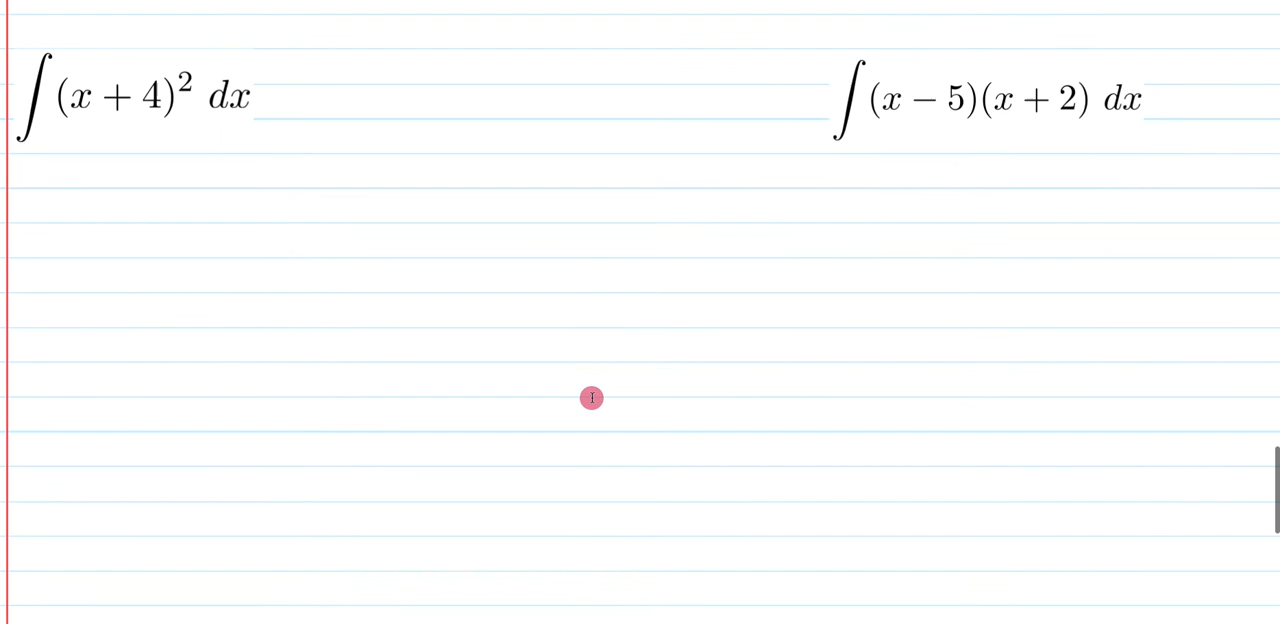 ∫(x + 4)² dx
∫(x − 5)(x + 2) dx